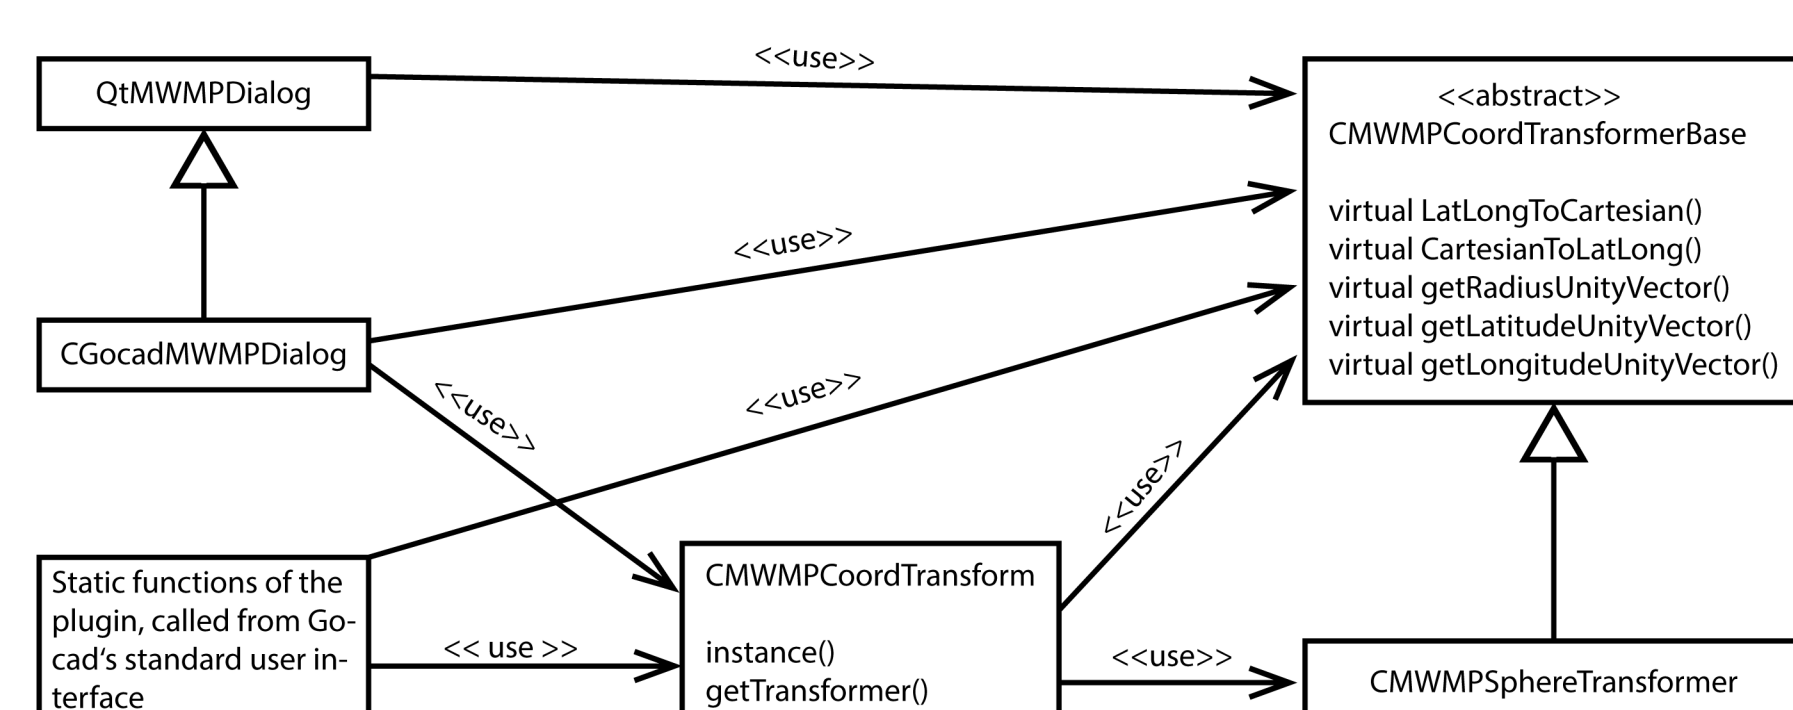 <<use>>
QtMWMPDialog
<<abstract>>
CMWMPCoordTransformerBase
virtual LatLongToCartesian()
virtual CartesianToLatLong()
virtual getRadiusUnityVector()
virtual getLatitudeUnityVector()
virtual getLongitudeUnityVector()
<<use>>
CGocadMWMPDialog
<<use>>
<<use>>
<<use>>
Static functions of the
plugin, called from Go-
cad‘s standard user in-
terface
<< use >>
CMWMPCoordTransform
instance()
getTransformer()
<<use>>
<<use>>
CMWMPSphereTransformer